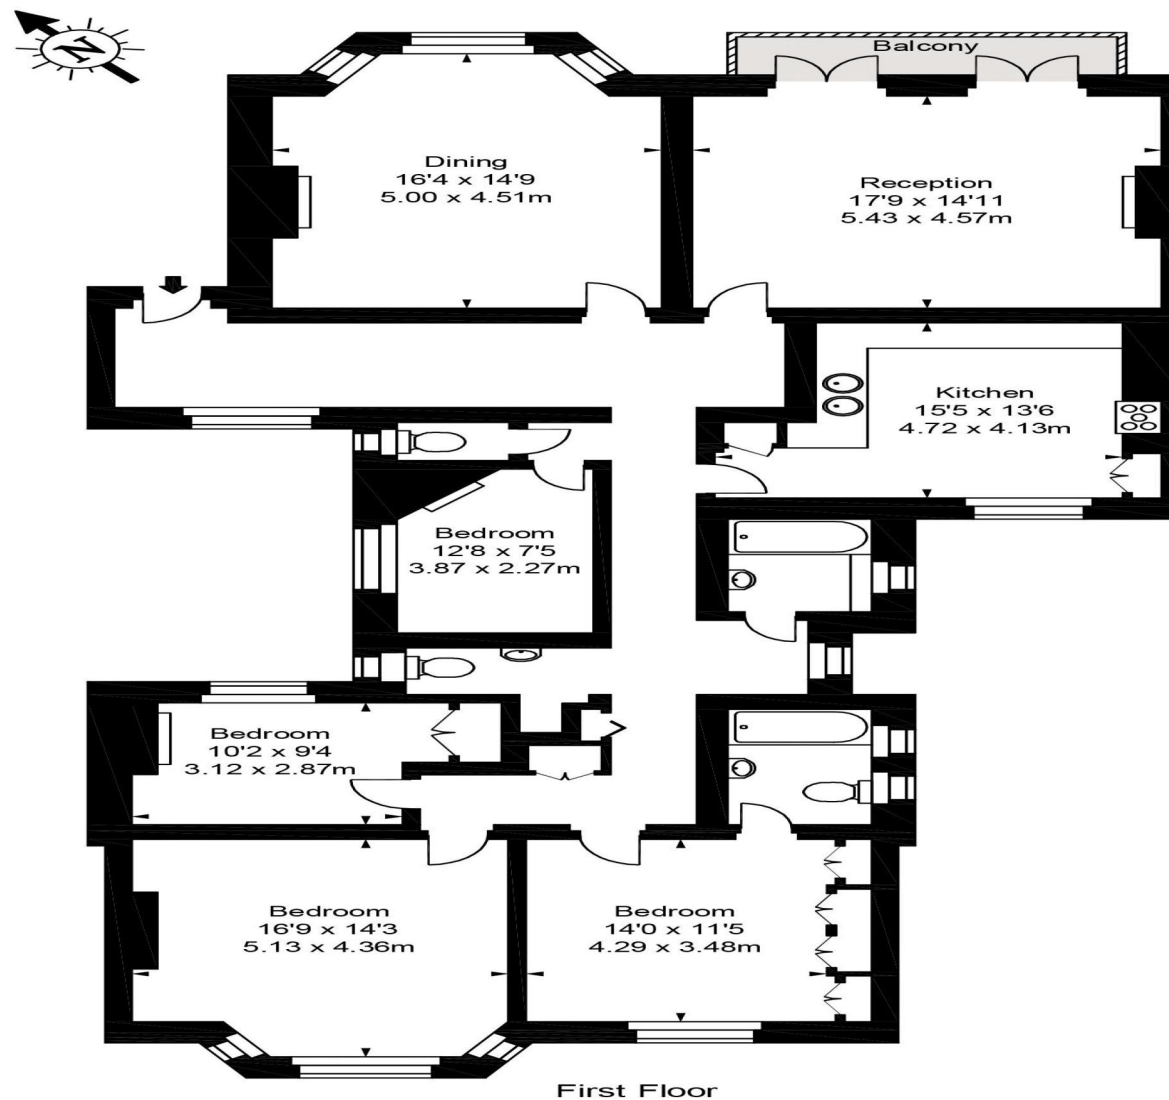 N
Balcony
Dining
16'4 x 14'9
5.00 x 4.51m
Reception
17'9 x 14'11
5.43 x 4.57m
Kitchen
15'5 x 13'6
4.72 x 4.13m
Bedroom
12'8 x 7'5
3.87 x 2.27m
Bedroom
10'2 x 9'4
3.12 x 2.87m
Bedroom
16'9 x 14'3
5.13 x 4.36m
Bedroom
14'0 x 11'5
4.29 x 3.48m
First Floor